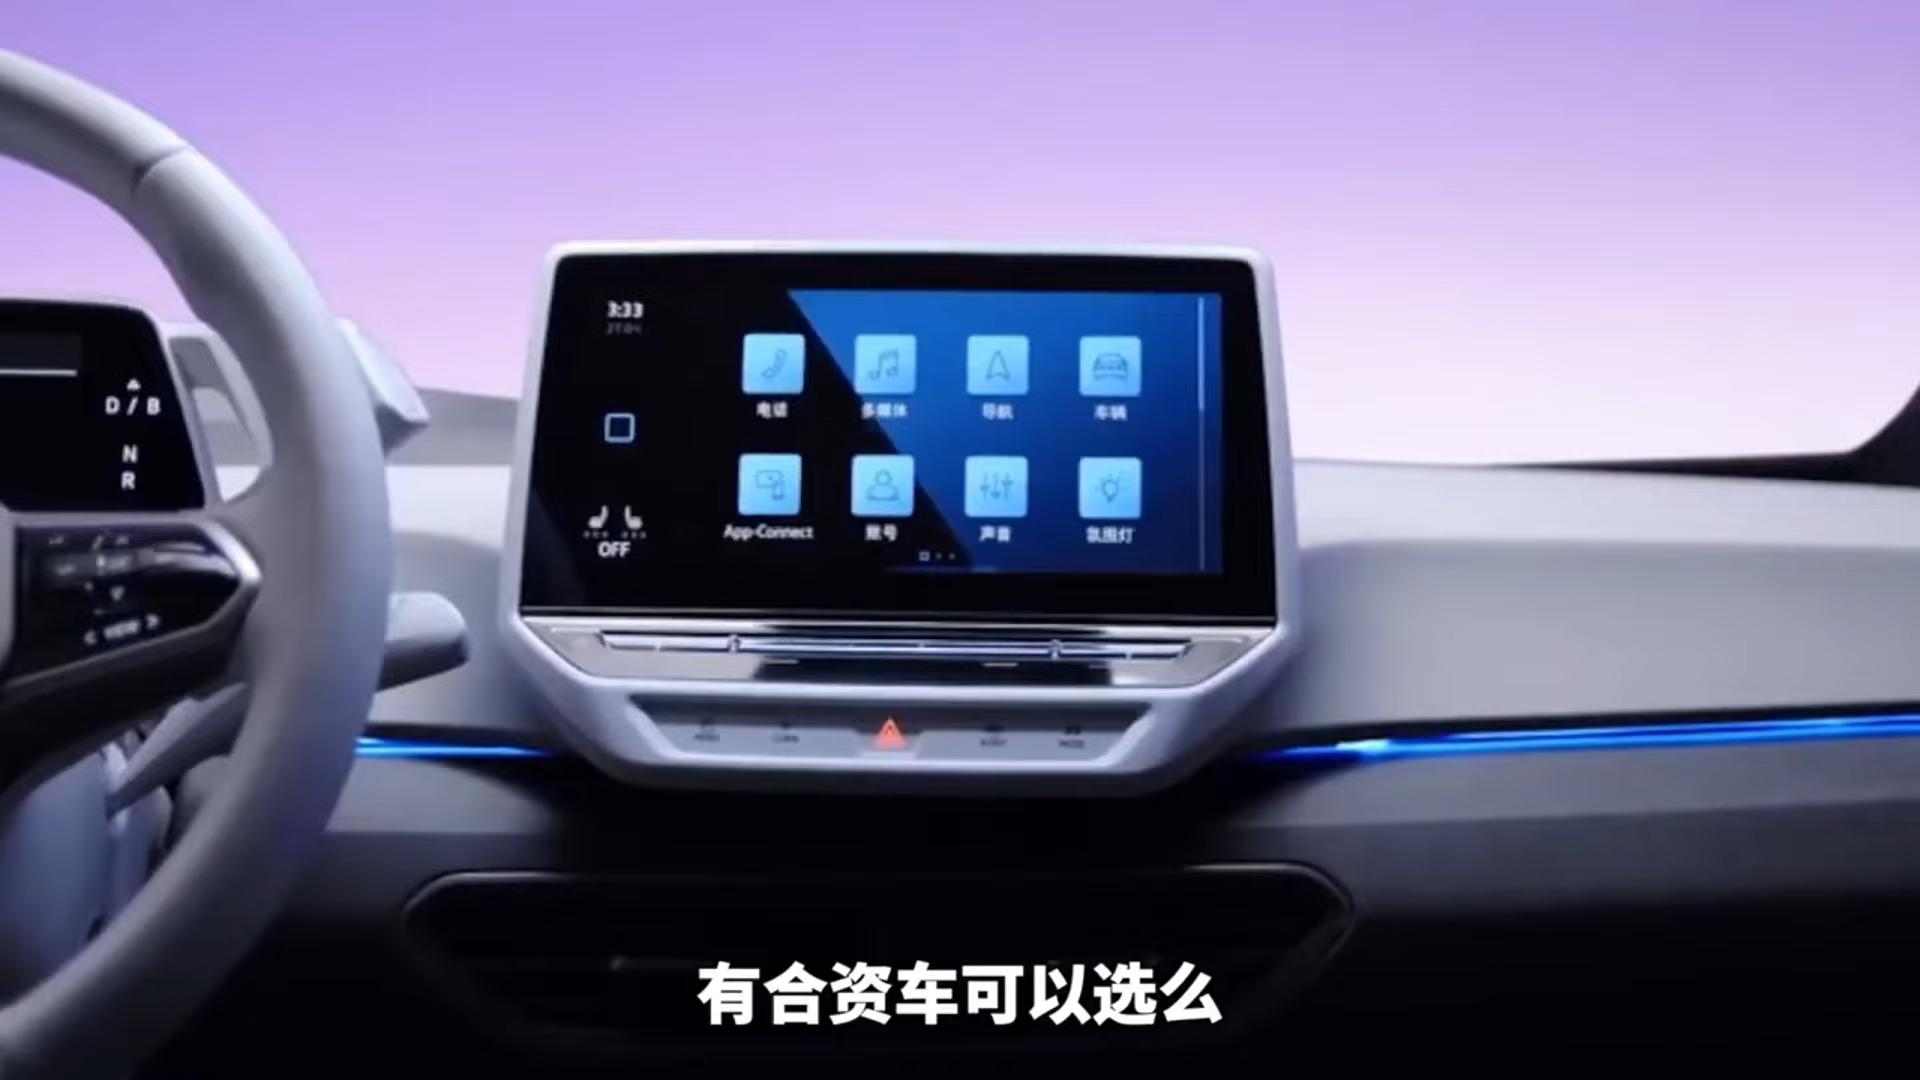 3:33
D / B
N
R
电话
多媒体
导航
车辆
App-Connect
账号
声音
氛围灯
OFF
< VIEW >
有合资车可以选么